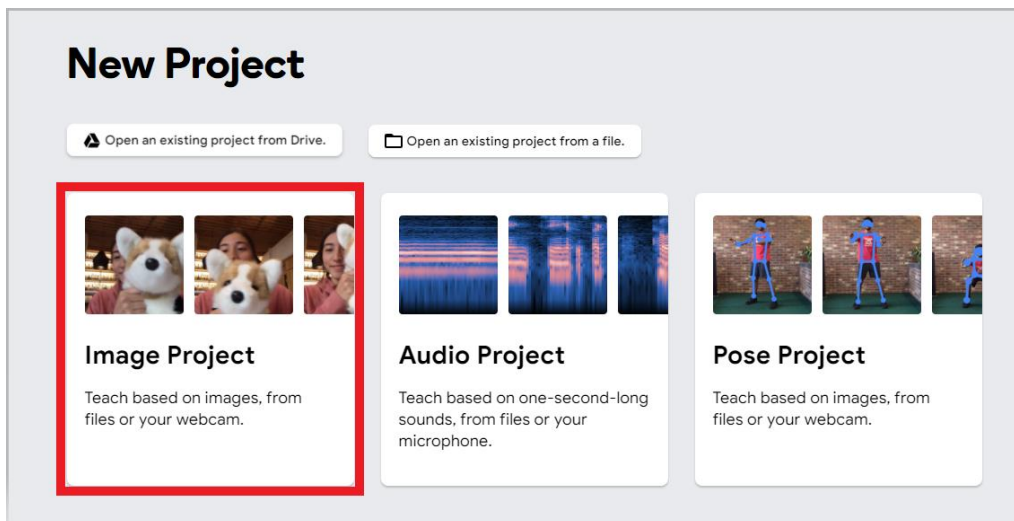 New Project
Open an existing project from Drive.
Open an existing project from a file.
Image Project
Teach based on images, from
files or your webcam.
Audio Project
Teach based on one-second-long
sounds, from files or your
microphone.
Pose Project
Teach based on images, from
files or your webcam.